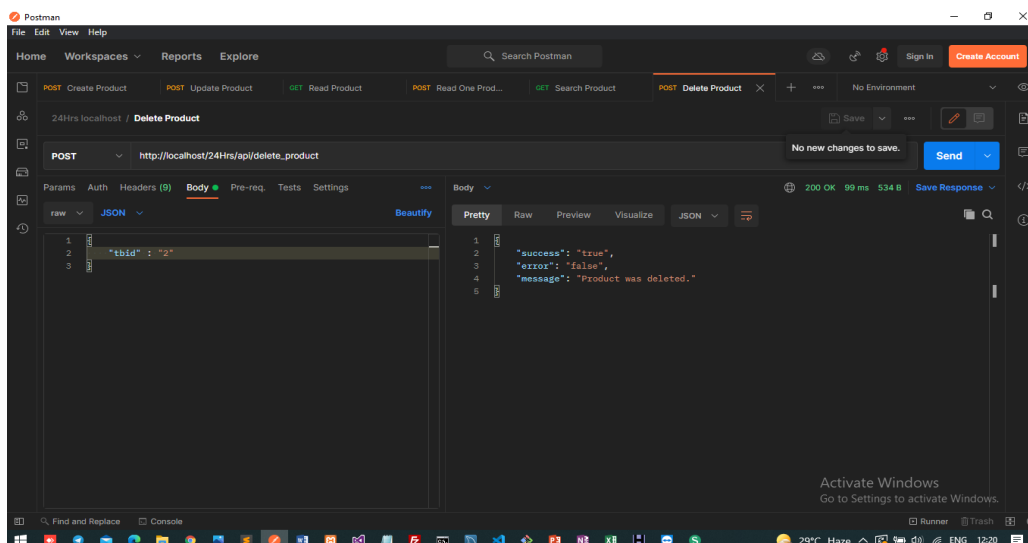 Postman
File Edit View Help
Home Workspaces Reports Explore Search Postman Sign In Create Account
POST Create Product POST Update Product GET Read Product POST Read One Prod... GET Search Product POST Delete Product No Environment
24Hrs localhost / Delete Product Save
No new changes to save.
POST http://localhost/24Hrs/api/delete_product Send
Params Auth Headers (9) Body Pre-req. Tests Settings Body 200 OK 99 ms 534 B Save Response
raw JSON Beautify Pretty Raw Preview Visualize JSON
1 {
2 "tbid" : "2"
3 }
1 {
2 "success": "true",
3 "error": "false",
4 "message": "Product was deleted."
5 }
Activate Windows
Go to Settings to activate Windows.
Find and Replace Console Runner Trash
29°C Haze ENG 12:20